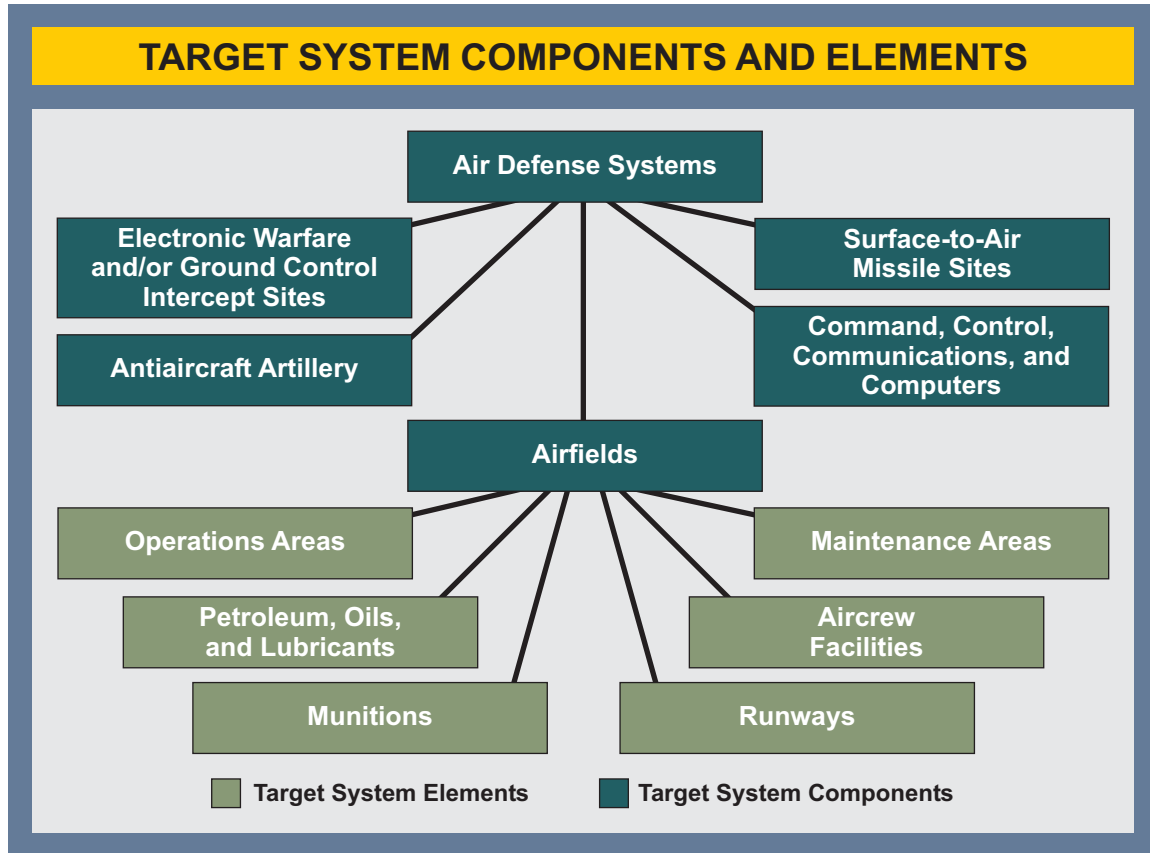 TARGET SYSTEM COMPONENTS AND ELEMENTS
Air Defense Systems
Electronic Warfare
and/or Ground Control
Intercept Sites
Surface-to-Air
Missile Sites
Antiaircraft Artillery
Command, Control,
Communications, and
Computers
Airfields
Operations Areas
Maintenance Areas
Petroleum, Oils,
and Lubricants
Aircrew
Facilities
Munitions
Runways
Target System Elements
Target System Components